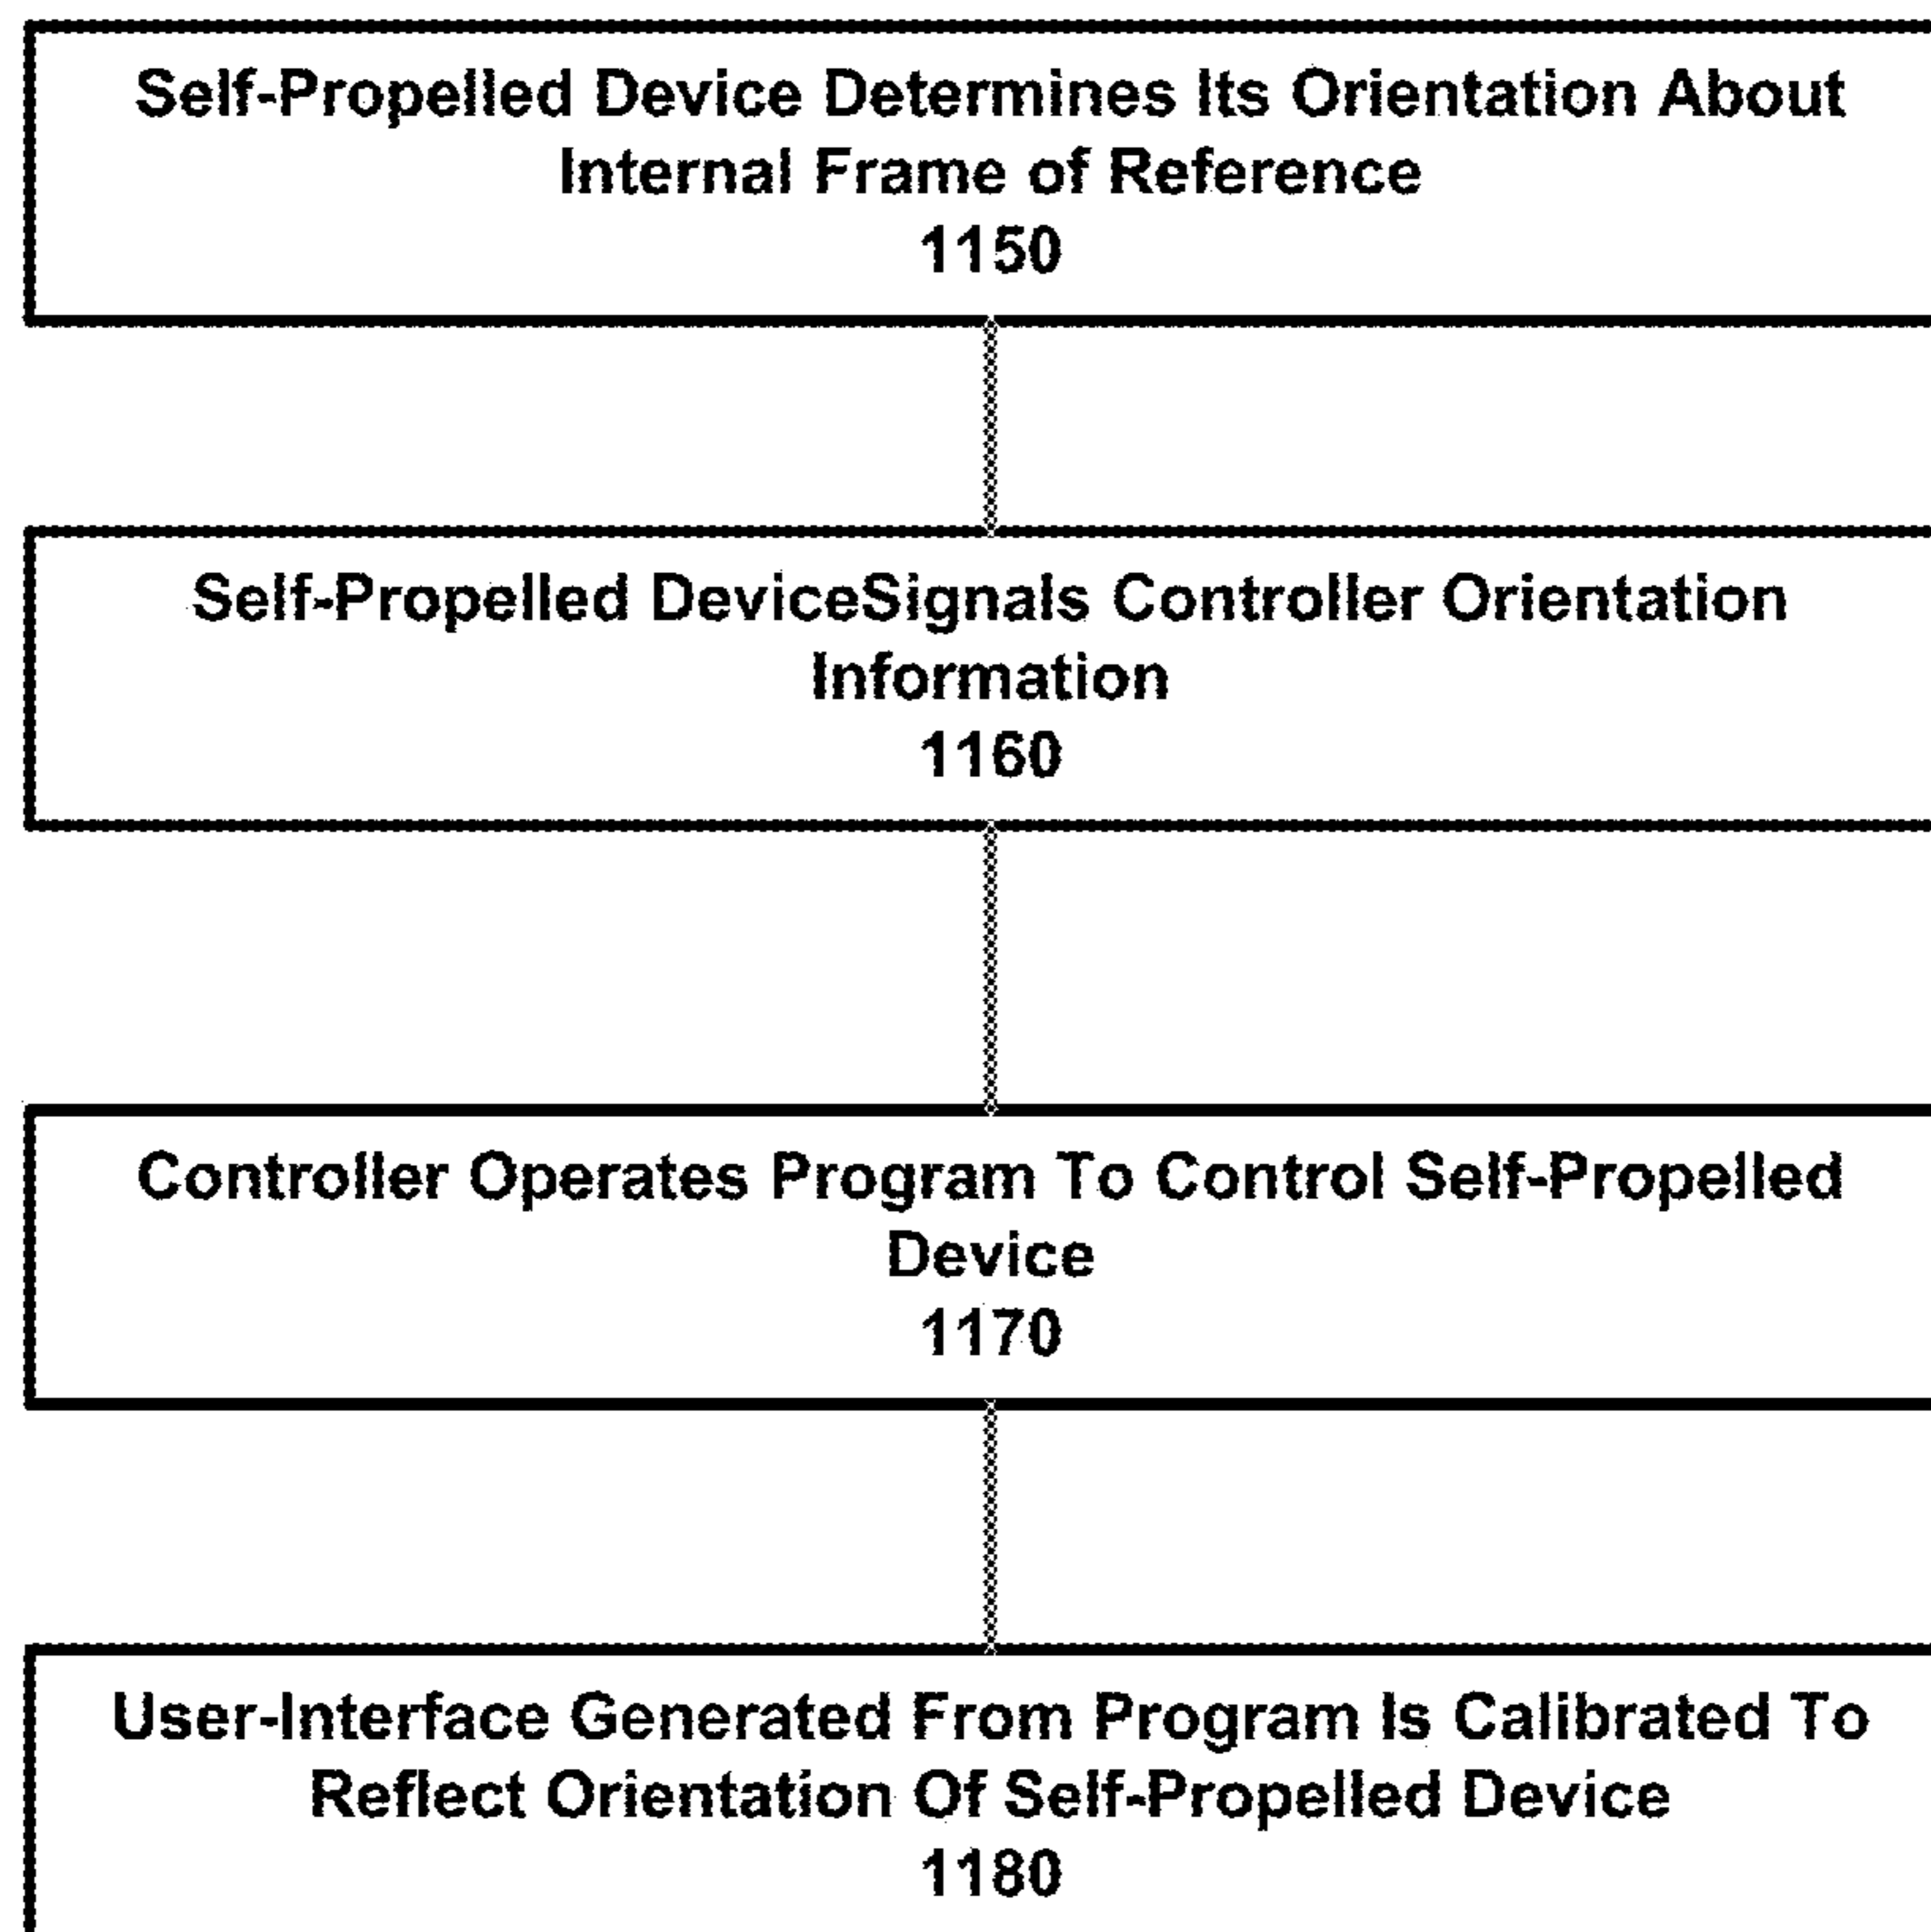 Self-Propelled Device Determines Its Orientation About
Internal Frame of Reference
1150
Self-Propelled DeviceSignals Controller Orientation
Information
1160
Controller Operates Program To Control Self-Propelled
Device
1170
User-Interface Generated From Program Is Calibrated To
Reflect Orientation Of Self-Propelled Device
1180